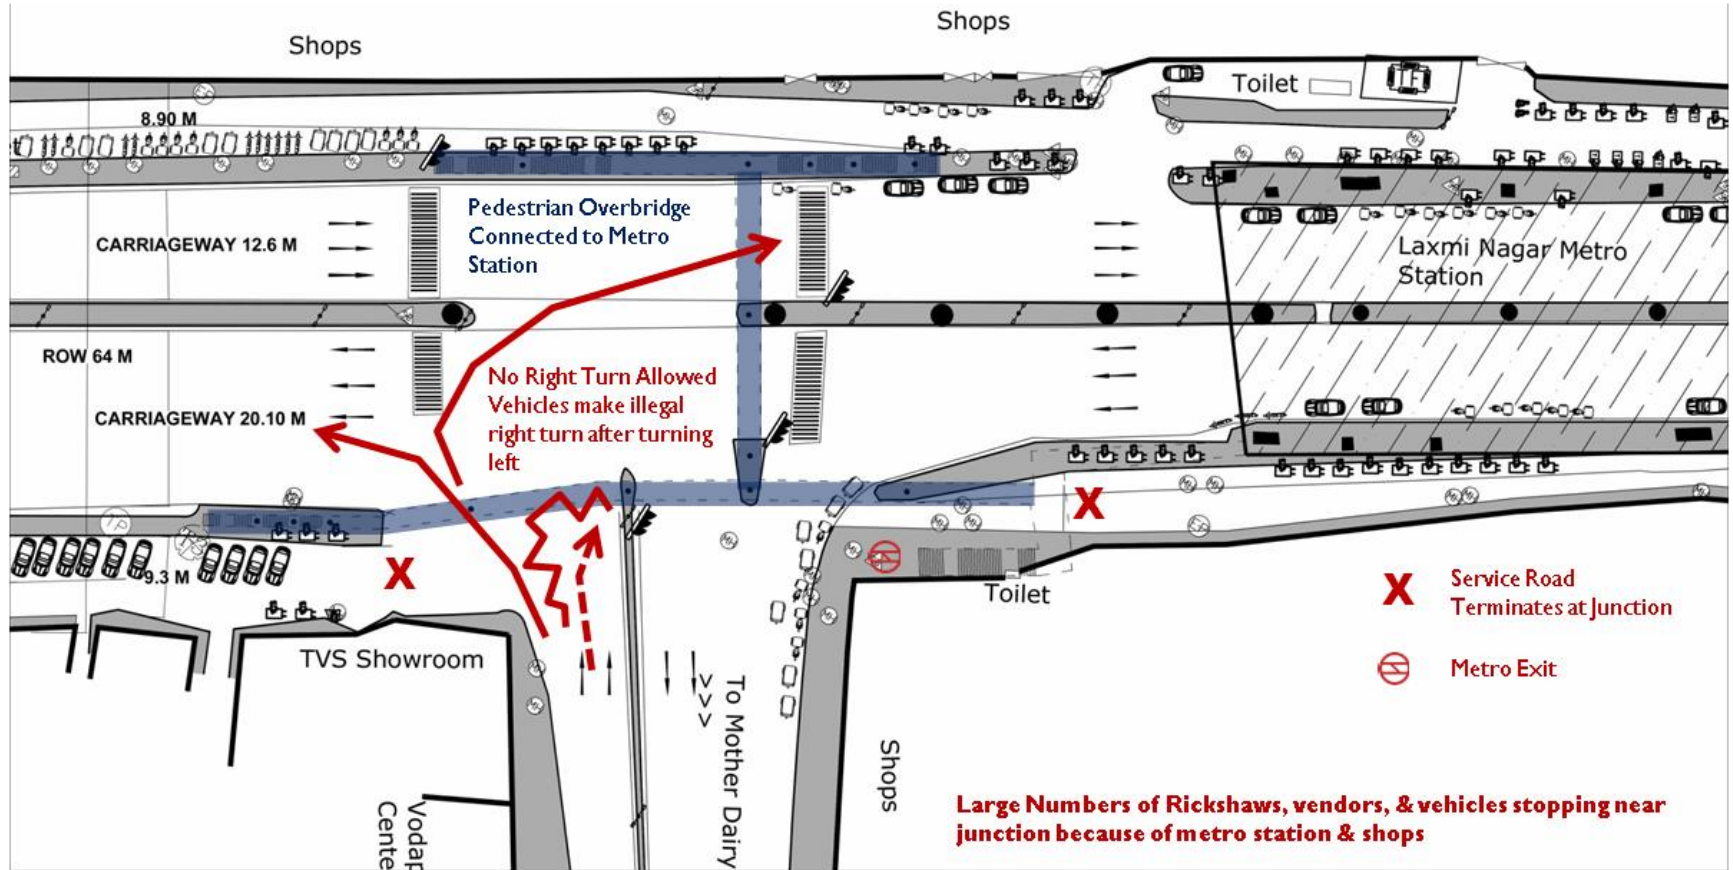 Shops
Shops
Toilet
8.90 M
Pedestrian Overbridge
Connected to Metro
Station
CARRIAGEWAY 12.6 M
Laxmi Nagar Metro
Station
ROW 64 M
No Right Turn Allowed
Vehicles make illegal
right turn after turning
left
CARRIAGEWAY 20.10 M
X
X
9.3 M
Toilet
X
Service Road
Terminates at Junction
TVS Showroom
Metro Exit
>>> To Mother Dairy
Shops
Vodap
Cente
Large Numbers of Rickshaws, vendors, & vehicles stopping near
junction because of metro station & shops